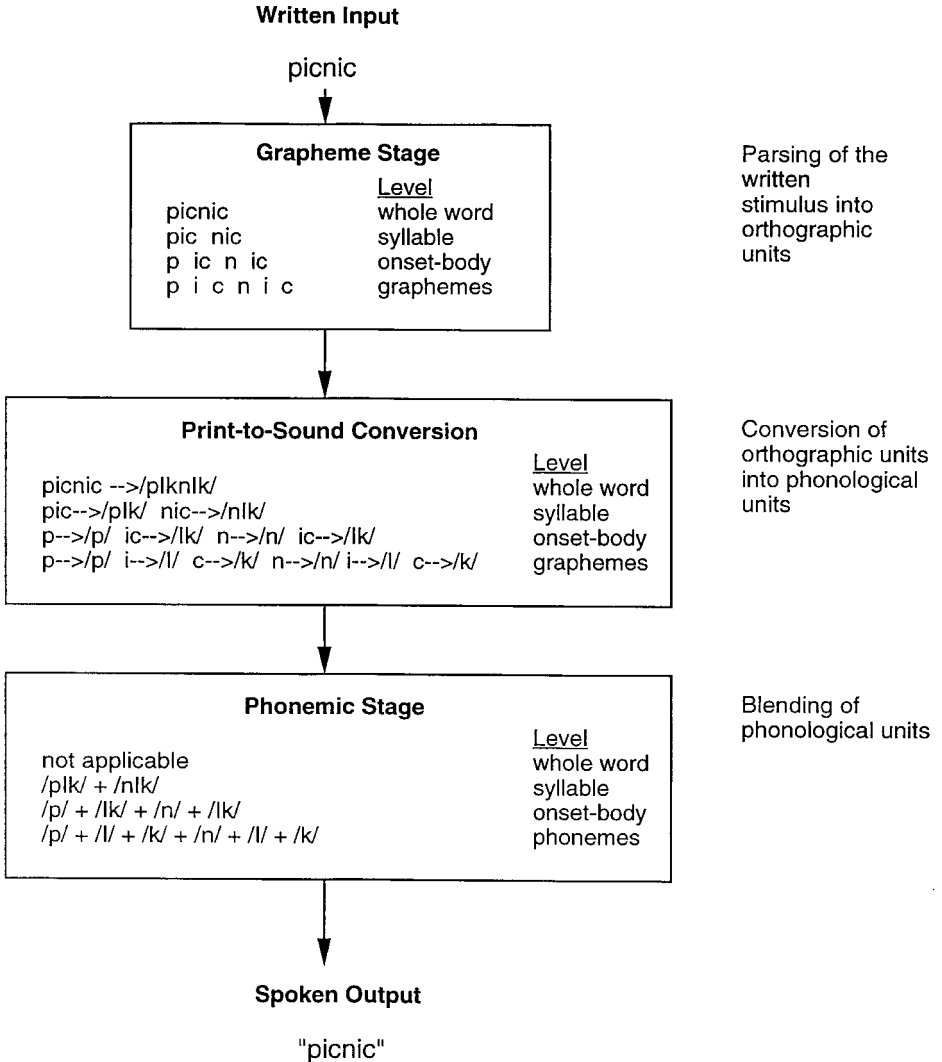 Written Input
picnic
Grapheme Stage
Level
picnic whole word
pic nic syllable
p ic n ic onset-body
p i c n i c graphemes
Parsing of the
written
stimulus into
orthographic
units
Print-to-Sound Conversion
Level
picnic -->/pIknIk/ whole word
pic-->/pIk/ nic-->/nIk/ syllable
p-->/p/ ic-->/Ik/ n-->/n/ ic-->/Ik/ onset-body
p-->/p/ i-->/I/ c-->/k/ n-->/n/ i-->/I/ c-->/k/ graphemes
Conversion of
orthographic units
into phonological
units
Phonemic Stage
Level
not applicable whole word
/pIk/ + /nIk/ syllable
/p/ + /Ik/ + /n/ + /Ik/ onset-body
/p/ + /I/ + /k/ + /n/ + /I/ + /k/ phonemes
Blending of
phonological units
Spoken Output
"picnic"